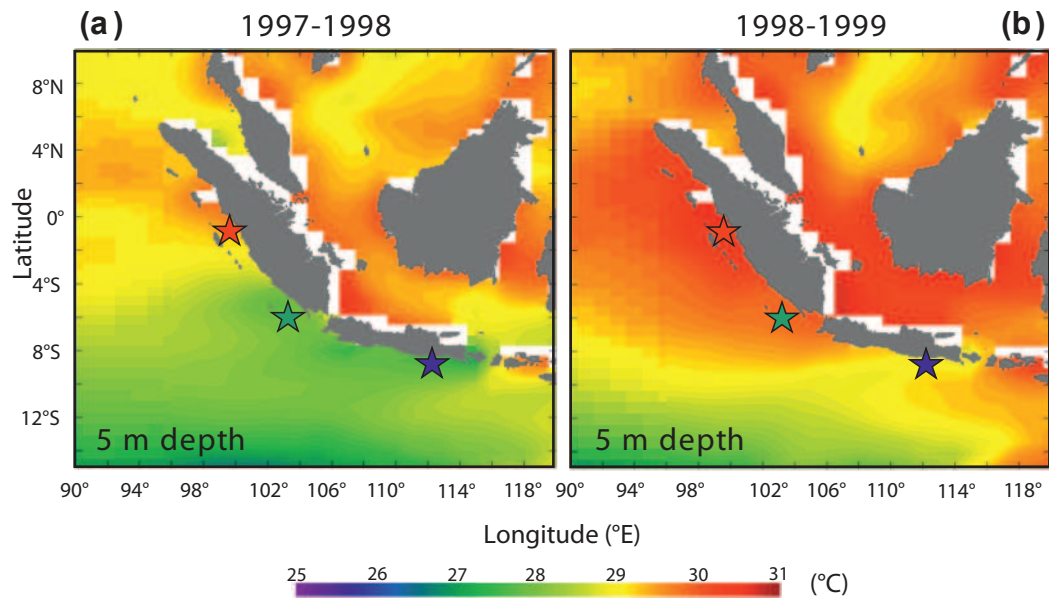 (a) 1997-1998
1998-1999 (b)
8°N
4°N
0°
4°S
8°S
12°S
Latitude
5 m depth
5 m depth
90° 94° 98° 102° 106° 110° 114° 118°
90° 94° 98° 102° 106° 110° 114° 118°
Longitude (°E)
25 26 27 28 29 30 31 (°C)